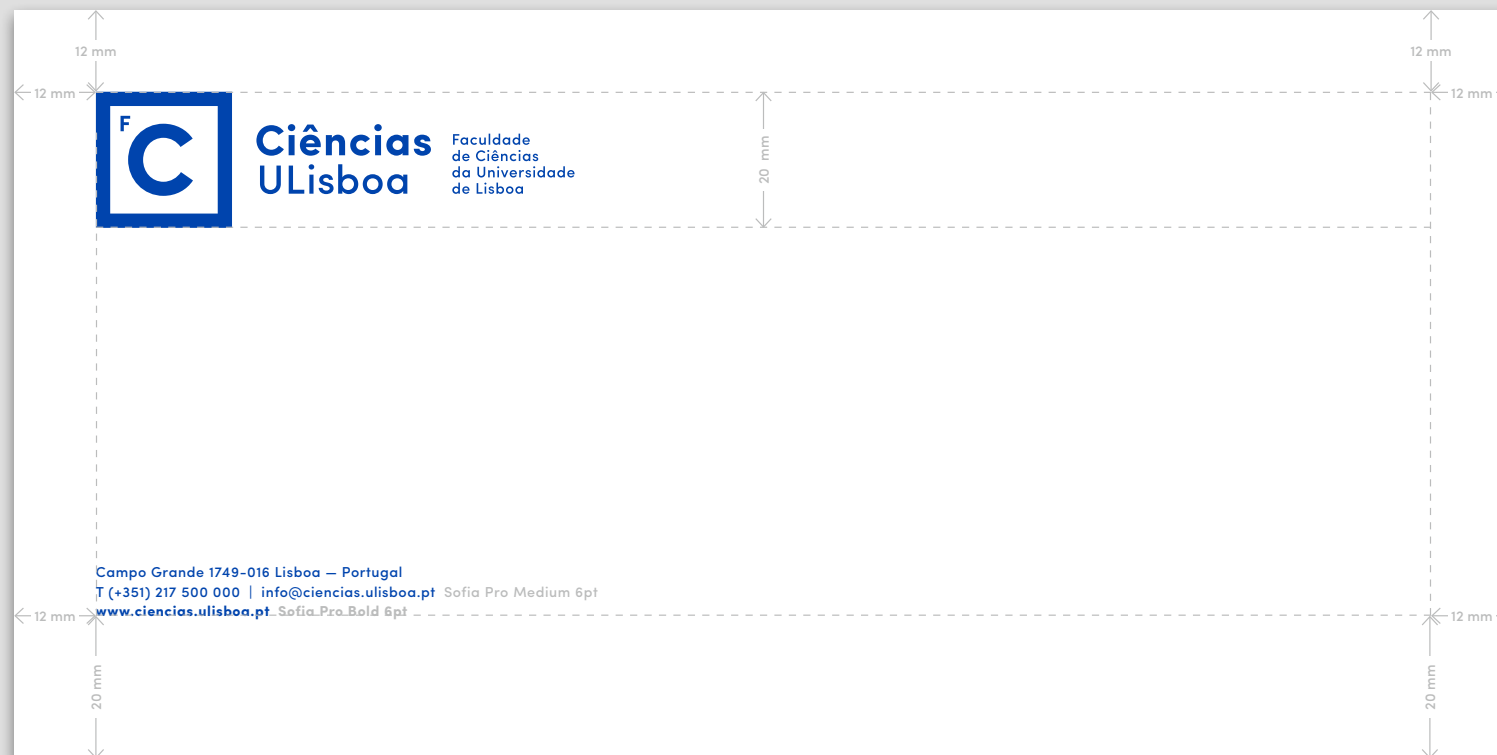 12 mm
12 mm
12 mm
12 mm
F
C
Ciências
ULisboa
Faculdade
de Ciências
da Universidade
de Lisboa
20 mm
Campo Grande 1749-016 Lisboa — Portugal
T (+351) 217 500 000 | info@ciencias.ulisboa.pt Sofia Pro Medium 6pt
www.ciencias.ulisboa.pt Sofia Pro Bold 6pt
12 mm
12 mm
20 mm
20 mm